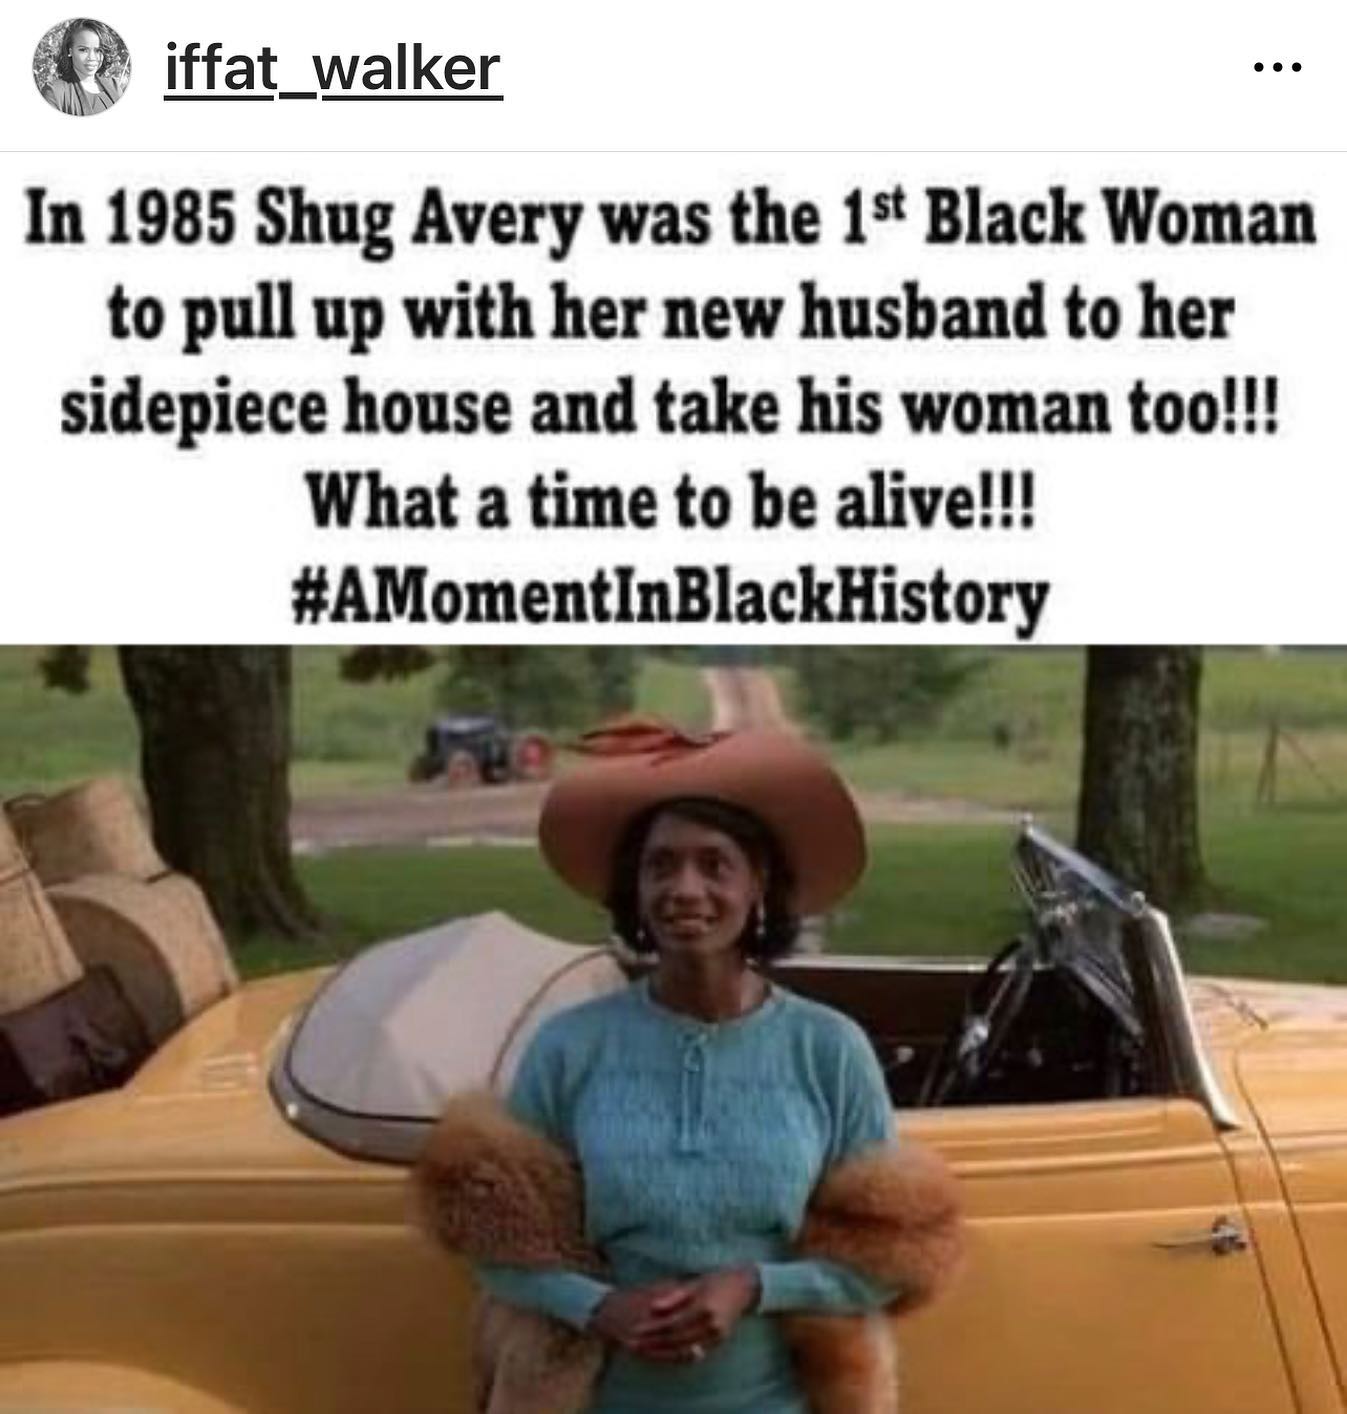 iffat_walker
In 1985 Shug Avery was the 1st Black Woman
to pull up with her new husband to her
sidepiece house and take his woman too!!!
What a time to be alive!!!
#AMomentInBlackHistory